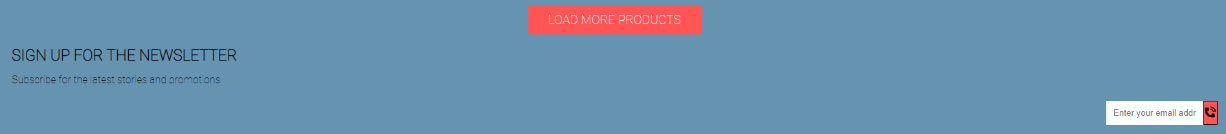 LOAD MORE PRODUCTS
SIGN UP FOR THE NEWSLETTER
Subscribe for the latest stories and promotions
Enter your email addr